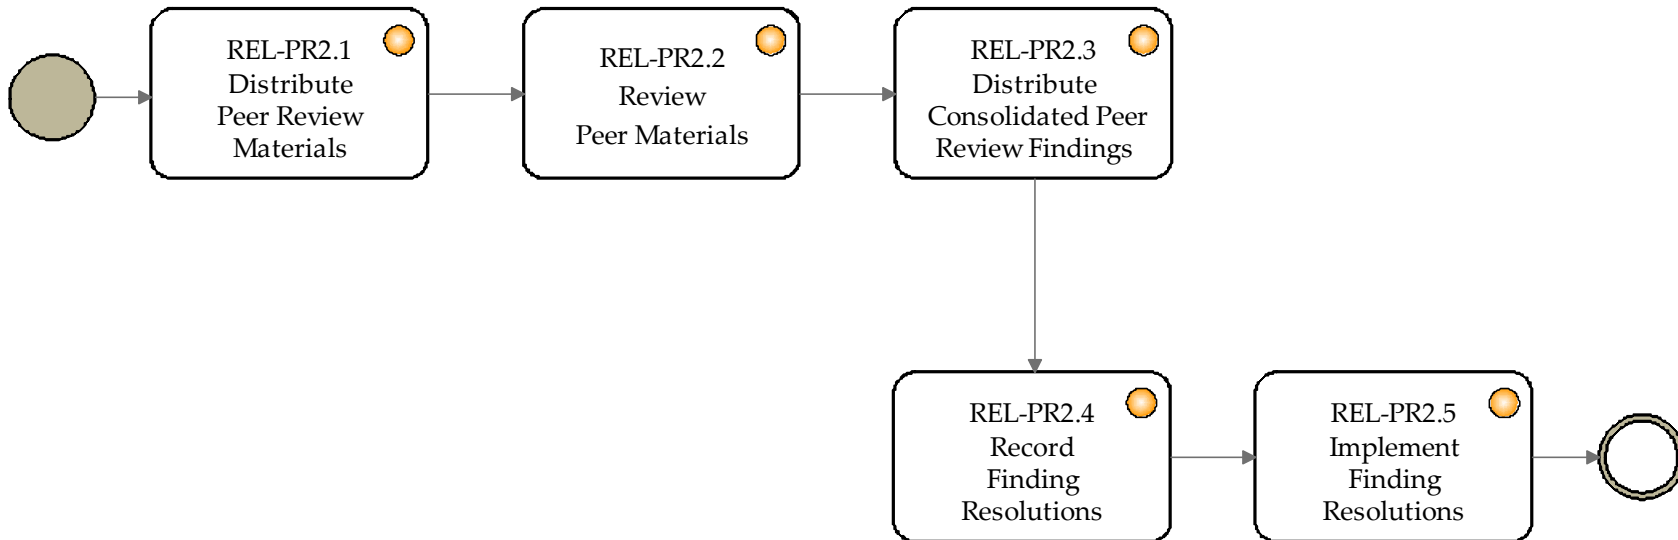 REL-PR2.1
Distribute
Peer Review
Materials
REL-PR2.2
Review
Peer Materials
REL-PR2.3
Distribute
Consolidated Peer
Review Findings
REL-PR2.4
Record
Finding
Resolutions
REL-PR2.5
Implement
Finding
Resolutions